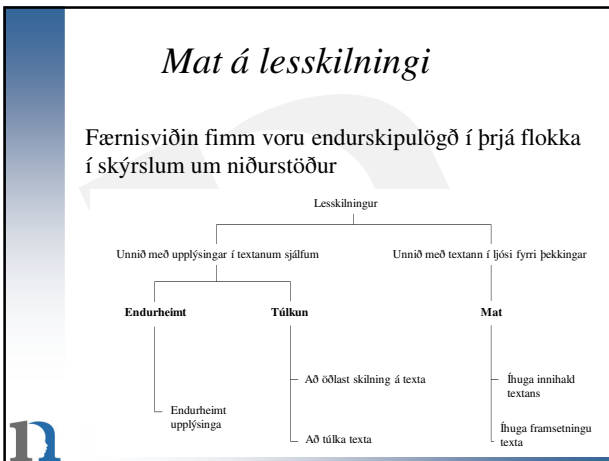 Mat á lesskilningi
Færnisviðin fimm voru endurskipulögð í þrjá flokka
í skýrslum um niðurstöður
Lesskilningur
Unnið með upplýsingar í textanum sjálfum
Unnið með textann í ljósi fyrri þekkingar
Endurheimt
Túlkun
Mat
Endurheimt
upplýsinga
Að öðlast skilning á texta
Að túlka texta
Íhuga innihald
textans
Íhuga framsetningu
texta